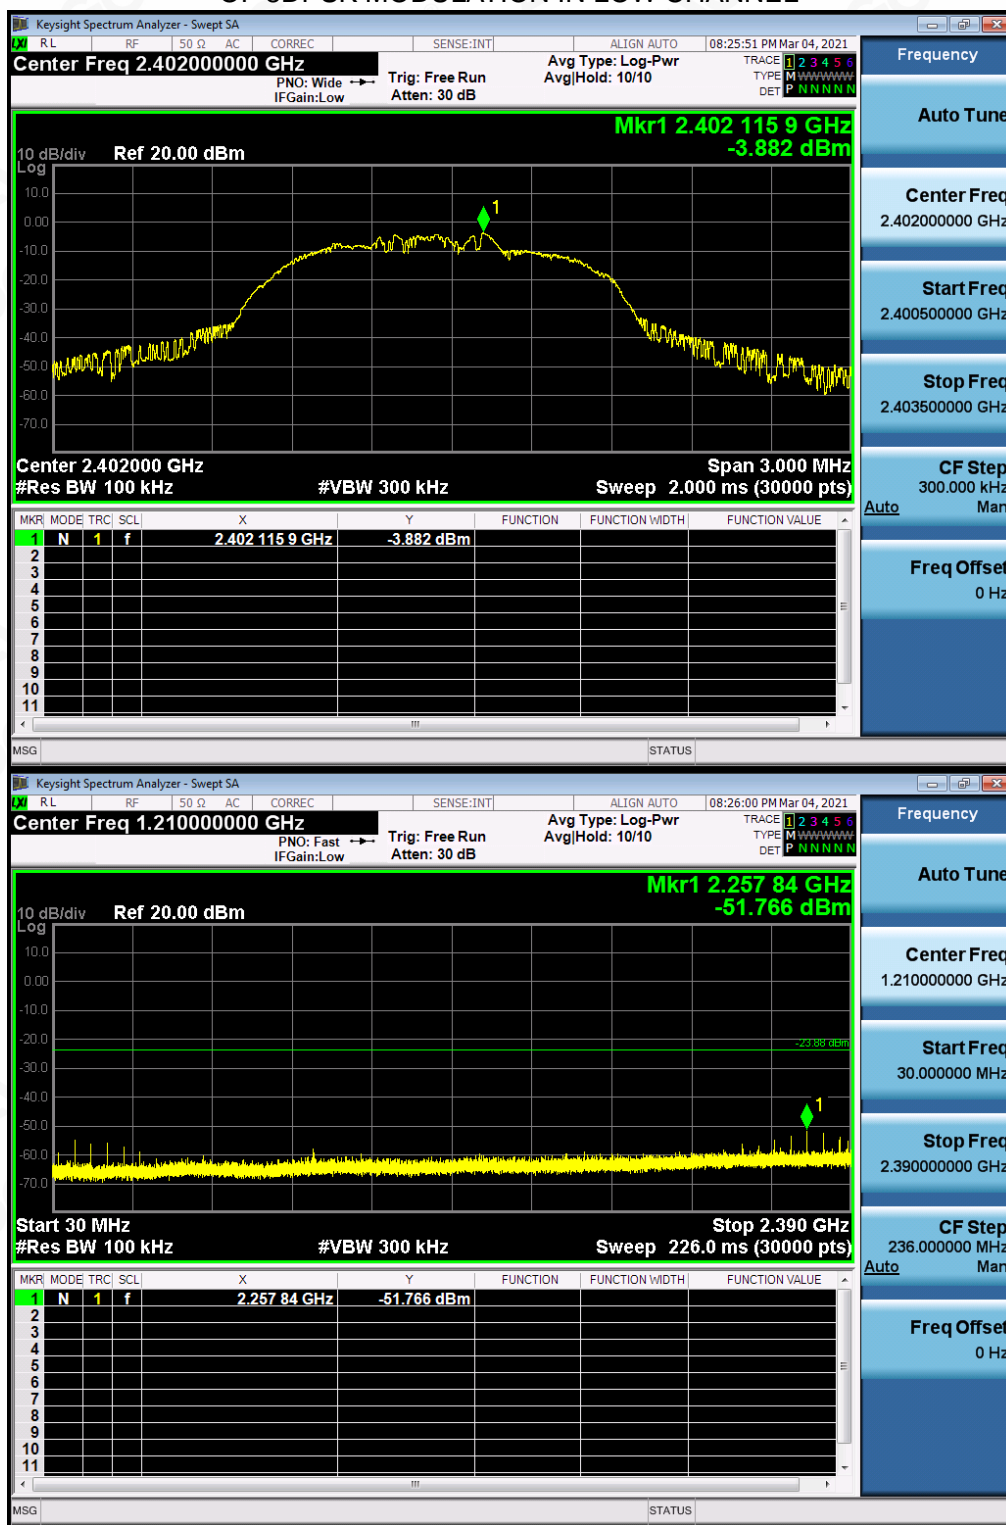 OF 8DPSK MODULATION IN LOW CHANNEL
Keysight Spectrum Analyzer - Swept SA
LXI RL RF 50 Ω AC CORREC SENSE:INT ALIGN AUTO 08:25:51 PM Mar 04, 2021
Center Freq 2.402000000 GHz
PNO: Wide
IFGain:Low
Trig: Free Run
Atten: 30 dB
Avg Type: Log-Pwr
Avg|Hold: 10/10
TRACE 1 2 3 4 5 6
TYPE M WWWWW
DET P N N N N N
Mkr1 2.402 115 9 GHz
-3.882 dBm
10 dB/div Ref 20.00 dBm
Log
10.0
0.00
-10.0
-20.0
-30.0
-40.0
-50.0
-60.0
-70.0
1
Center 2.402000 GHz Span 3.000 MHz
#Res BW 100 kHz #VBW 300 kHz Sweep 2.000 ms (30000 pts)
MKR MODE TRC SCL X Y FUNCTION FUNCTION WIDTH FUNCTION VALUE
1 N 1 f 2.402 115 9 GHz -3.882 dBm
2
3
4
5
6
7
8
9
10
11
MSG STATUS
Frequency
Auto Tune
Center Freq
2.402000000 GHz
Start Freq
2.400500000 GHz
Stop Freq
2.403500000 GHz
CF Step
300.000 kHz
Auto Man
Freq Offset
0 Hz
Keysight Spectrum Analyzer - Swept SA
LXI RL RF 50 Ω AC CORREC SENSE:INT ALIGN AUTO 08:26:00 PM Mar 04, 2021
Center Freq 1.210000000 GHz
PNO: Fast
IFGain:Low
Trig: Free Run
Atten: 30 dB
Avg Type: Log-Pwr
Avg|Hold: 10/10
TRACE 1 2 3 4 5 6
TYPE M WWWWW
DET P N N N N N
Mkr1 2.257 84 GHz
-51.766 dBm
10 dB/div Ref 20.00 dBm
Log
10.0
0.00
-10.0
-20.0
-30.0
-40.0
-50.0
-60.0
-70.0
-23.88 dBm
1
Start 30 MHz Stop 2.390 GHz
#Res BW 100 kHz #VBW 300 kHz Sweep 226.0 ms (30000 pts)
MKR MODE TRC SCL X Y FUNCTION FUNCTION WIDTH FUNCTION VALUE
1 N 1 f 2.257 84 GHz -51.766 dBm
2
3
4
5
6
7
8
9
10
11
MSG STATUS
Frequency
Auto Tune
Center Freq
1.210000000 GHz
Start Freq
30.000000 MHz
Stop Freq
2.390000000 GHz
CF Step
236.000000 MHz
Auto Man
Freq Offset
0 Hz